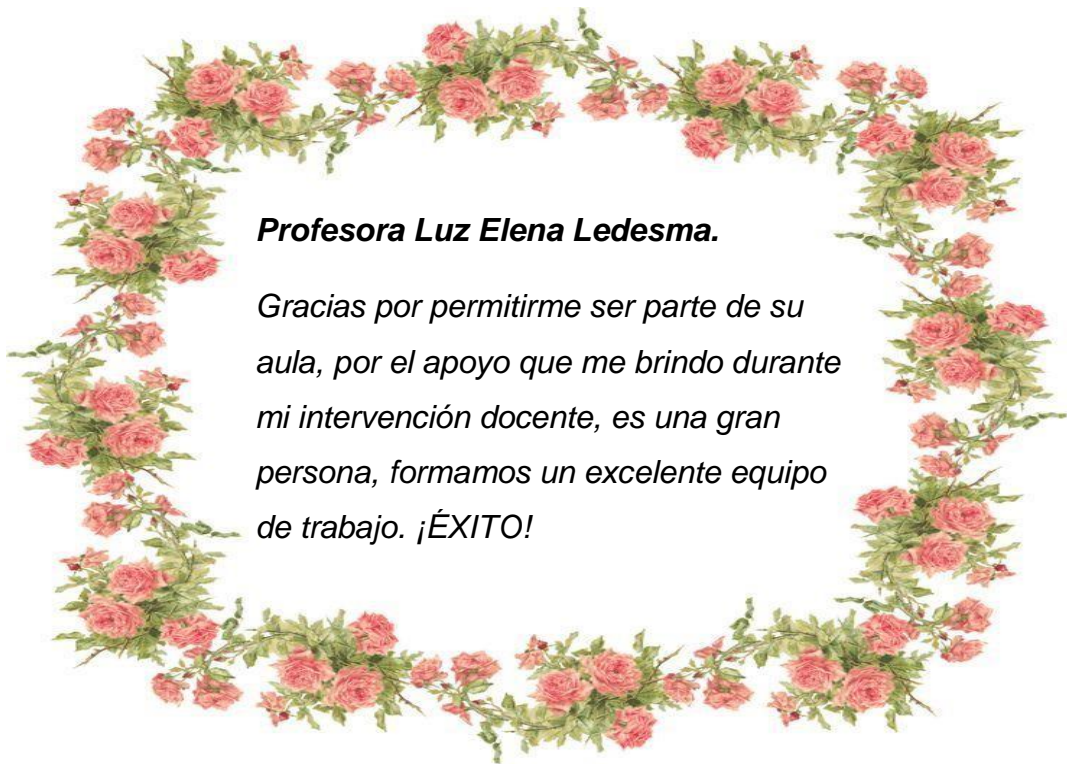 Profesora Luz Elena Ledesma.
Gracias por permitirme ser parte de su
aula, por el apoyo que me brindo durante
mi intervención docente, es una gran
persona, formamos un excelente equipo
de trabajo. ¡ÉXITO!